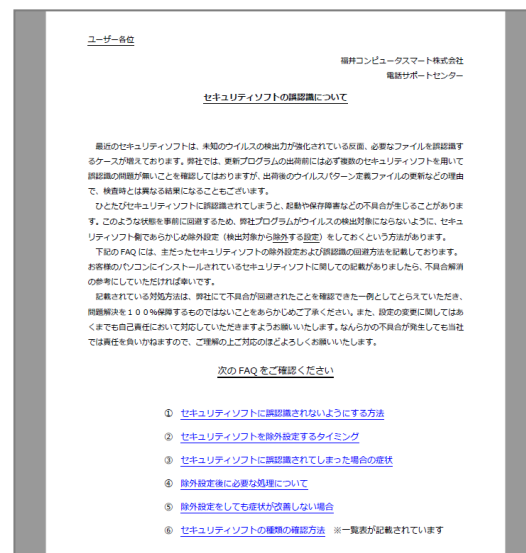 ユーザー各位
福井コンピュータスマート株式会社
電話サポートセンター
セキュリティソフトの誤認識について
最近のセキュリティソフトは、未知のウイルスの検出力が強化されている反面、必要なファイルを誤認識す
るケースが増えております。弊社では、更新プログラムの出荷前には必ず複数のセキュリティソフトを用いて
誤認識の問題が無いことを確認してはおりますが、出荷後のウイルスパターン定義ファイルの更新などの理由
で、検査時とは異なる結果になることもございます。
ひとたびセキュリティソフトに誤認識されてしまうと、起動や保存障害などの不具合が生じることがありま
す。このような状態を事前に回避するため、弊社プログラムがウイルスの検出対象にならないように、セキュ
リティソフト側であらかじめ除外設定（検出対象から除外する設定）をしておくという方法があります。
下記の FAQ には、主だったセキュリティソフトの除外設定および誤認識の回避方法を記載しております。
お客様のパソコンにインストールされているセキュリティソフトに関しての記載がありましたら、不具合解消
の参考にしていただければ幸いです。
記載されている対処方法は、弊社にて不具合が回避されたことを確認できた一例としてとらえていただき、
問題解決を１００％保障するものではないことをあらかじめご了承ください。また、設定の変更に関してはあ
くまでも自己責任において対応していただきますようお願いいたします。なんらかの不具合が発生しても当社
では責任を負いかねますので、ご理解の上ご対応のほどよろしくお願いいたします。
次の FAQ をご確認ください
① セキュリティソフトに誤認識されないようにする方法
② セキュリティソフトを除外設定するタイミング
③ セキュリティソフトに誤認識されてしまった場合の症状
④ 除外設定後に必要な処理について
⑤ 除外設定をしても症状が改善しない場合
⑥ セキュリティソフトの種類の確認方法 ※一覧表が記載されています